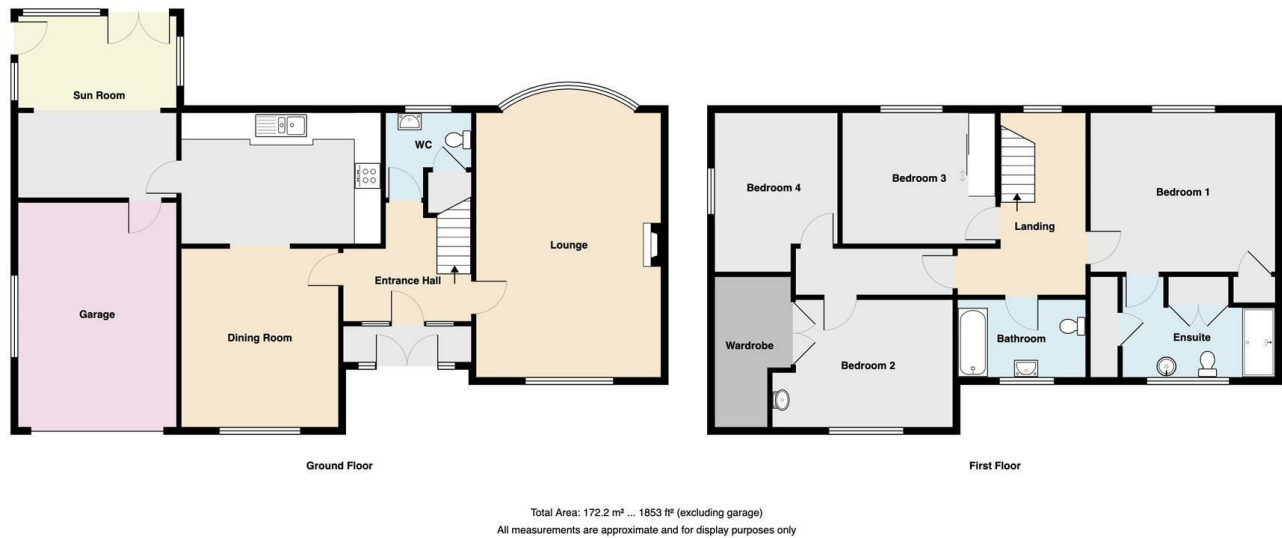 Sun Room
WC
Lounge
Entrance Hall
Garage
Dining Room
Ground Floor
Bedroom 4
Bedroom 3
Bedroom 1
Landing
Wardrobe
Bedroom 2
Bathroom
Ensuite
First Floor
Total Area: 172.2 m² ... 1853 ft² (excluding garage)
All measurements are approximate and for display purposes only